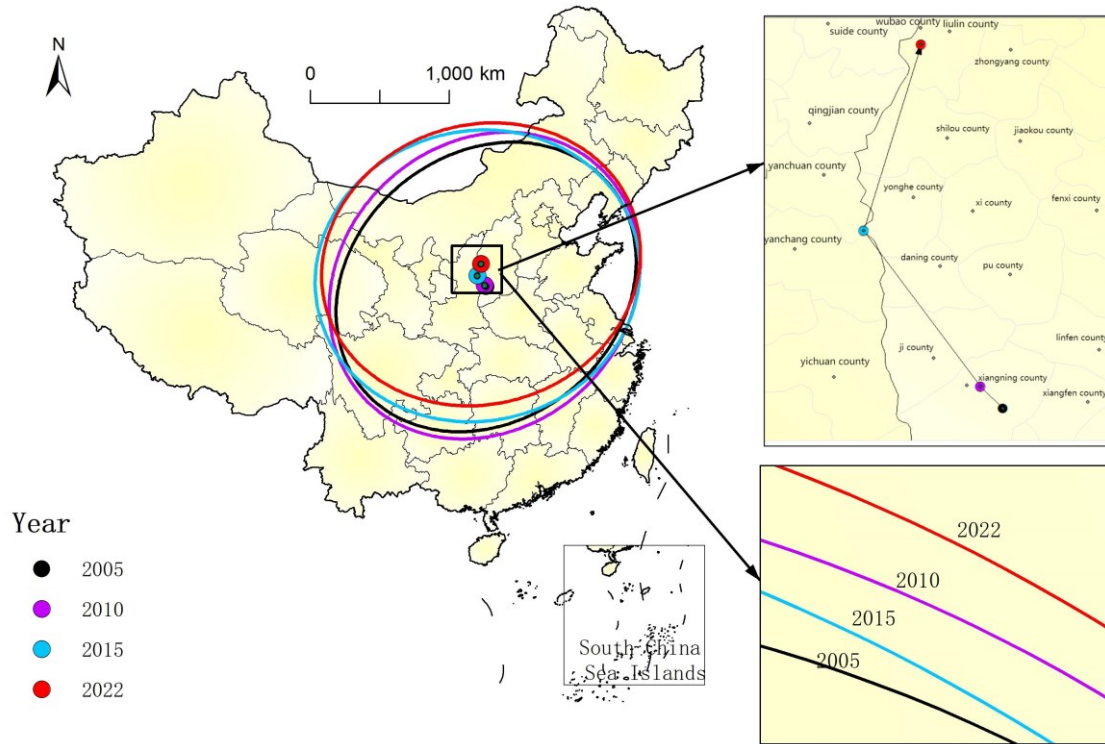 N
0
1,000 km
Year
2005
2010
2015
2022
South China
Sea Islands
wubao county
liulin county
suide county
zhongyang county
qingjian county
shilou county
jiaokou county
yanchuan county
yonghe county
xi county
fenxi county
yanchang county
daning county
pu county
linfen county
ji county
yichuan county
xiangning county
xiangfen county
2022
2010
2015
2005